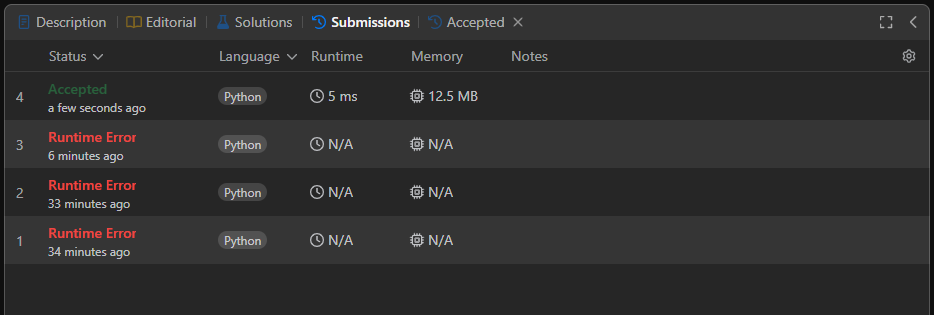 Description Editorial Solutions Submissions Accepted
Status Language Runtime Memory Notes
4 Accepted Python 5 ms 12.5 MB
a few seconds ago
3 Runtime Error Python N/A N/A
6 minutes ago
2 Runtime Error Python N/A N/A
33 minutes ago
1 Runtime Error Python N/A N/A
34 minutes ago